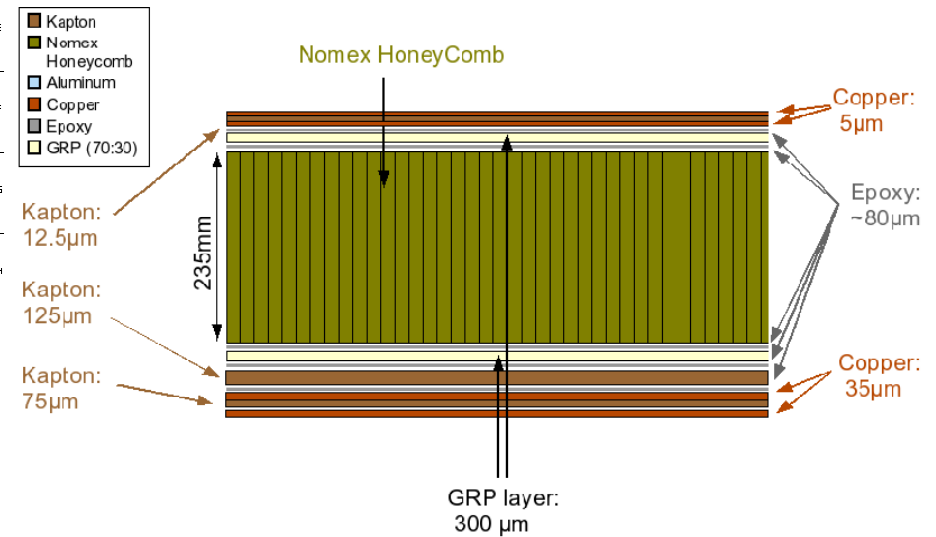 Kapton
Nomex
Honeycomb
Aluminum
Copper
Epoxy
GRP (70:30)
Nomex HoneyComb
Copper:
5µm
Kapton:
12.5µm
Epoxy:
~80µm
235mm
Kapton:
125µm
Kapton:
75µm
Copper:
35µm
GRP layer:
300 µm